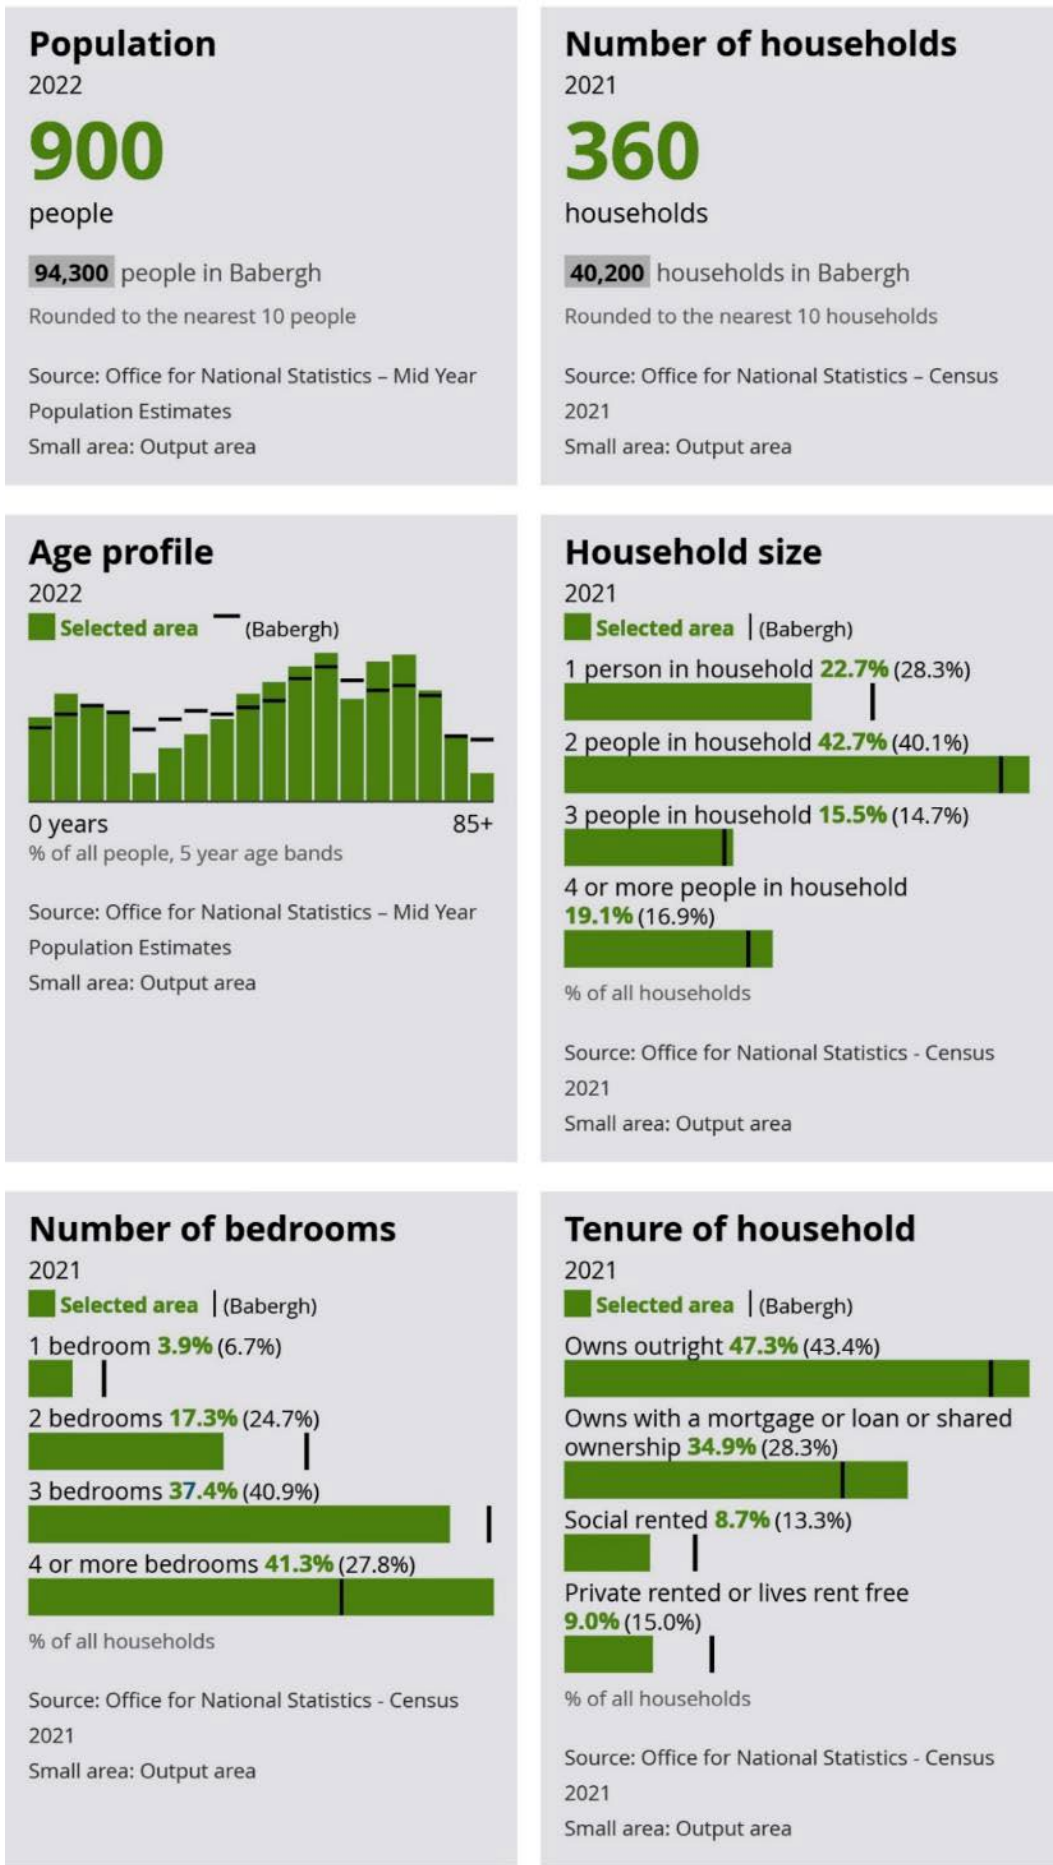 Population
2022
900
people
94,300 people in Babergh
Rounded to the nearest 10 people
Source: Office for National Statistics – Mid Year
Population Estimates
Small area: Output area
Number of households
2021
360
households
40,200 households in Babergh
Rounded to the nearest 10 households
Source: Office for National Statistics – Census
2021
Small area: Output area
Age profile
2022
Selected area (Babergh)
0 years 85+
% of all people, 5 year age bands
Source: Office for National Statistics – Mid Year
Population Estimates
Small area: Output area
Household size
2021
Selected area (Babergh)
1 person in household 22.7% (28.3%)
2 people in household 42.7% (40.1%)
3 people in household 15.5% (14.7%)
4 or more people in household
19.1% (16.9%)
% of all households
Source: Office for National Statistics - Census
2021
Small area: Output area
Number of bedrooms
2021
Selected area (Babergh)
1 bedroom 3.9% (6.7%)
2 bedrooms 17.3% (24.7%)
3 bedrooms 37.4% (40.9%)
4 or more bedrooms 41.3% (27.8%)
% of all households
Source: Office for National Statistics - Census
2021
Small area: Output area
Tenure of household
2021
Selected area (Babergh)
Owns outright 47.3% (43.4%)
Owns with a mortgage or loan or shared
ownership 34.9% (28.3%)
Social rented 8.7% (13.3%)
Private rented or lives rent free
9.0% (15.0%)
% of all households
Source: Office for National Statistics - Census
2021
Small area: Output area